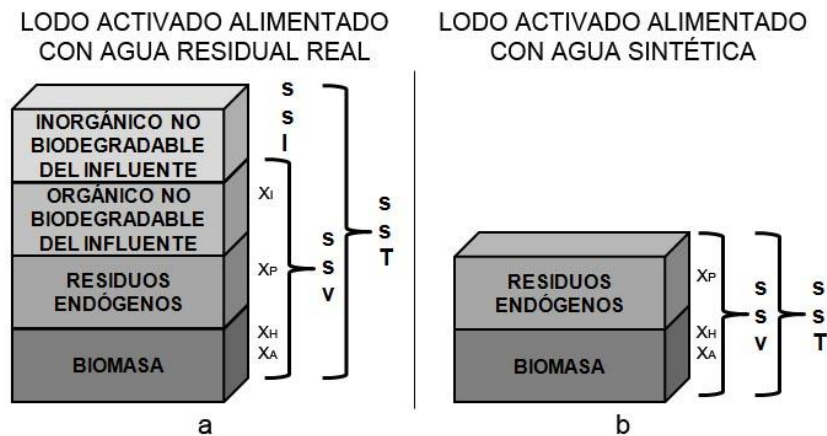 LODO ACTIVADO ALIMENTADO
CON AGUA RESIDUAL REAL
INORGÁNICO NO
BIODEGRADABLE
DEL INFLUENTE
ORGÁNICO NO
BIODEGRADABLE
DEL INFLUENTE
RESIDUOS
ENDÓGENOS
BIOMASA
S
S
I
XI
XP
XH
XA
S
S
V
S
S
T
a
LODO ACTIVADO ALIMENTADO
CON AGUA SINTÉTICA
RESIDUOS
ENDÓGENOS
BIOMASA
XP
XH
XA
S
S
V
S
S
T
b